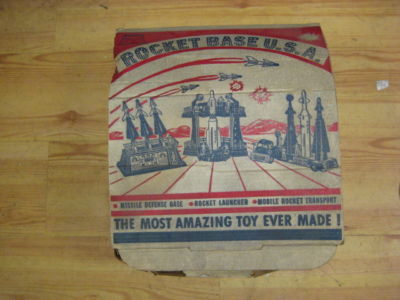 ROCKET BASE U.S.A.
• MISSILE DEFENSE BASE • ROCKET LAUNCHER • MOBILE ROCKET TRANSPORT
THE MOST AMAZING TOY EVER MADE !